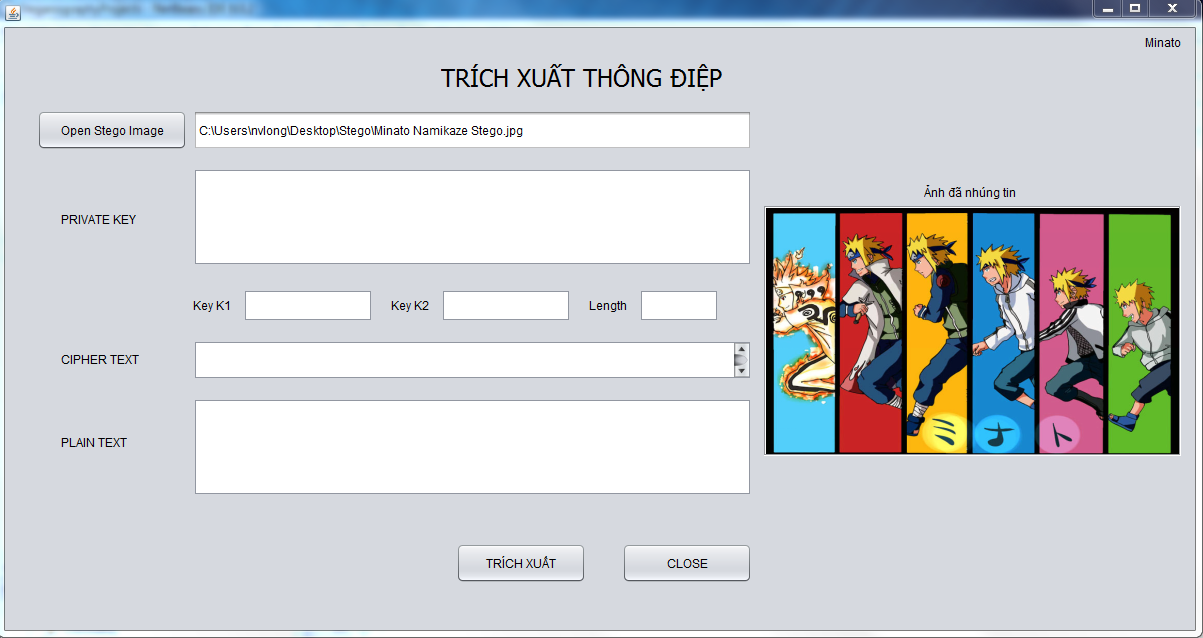 Minato
TRÍCH XUẤT THÔNG ĐIỆP
Open Stego Image
C:\Users\nvlong\Desktop\Stego\Minato Namikaze Stego.jpg
Ảnh đã nhúng tin
PRIVATE KEY
Key K1
Key K2
Length
CIPHER TEXT
PLAIN TEXT
ミ ナ ト
TRÍCH XUẤT
CLOSE